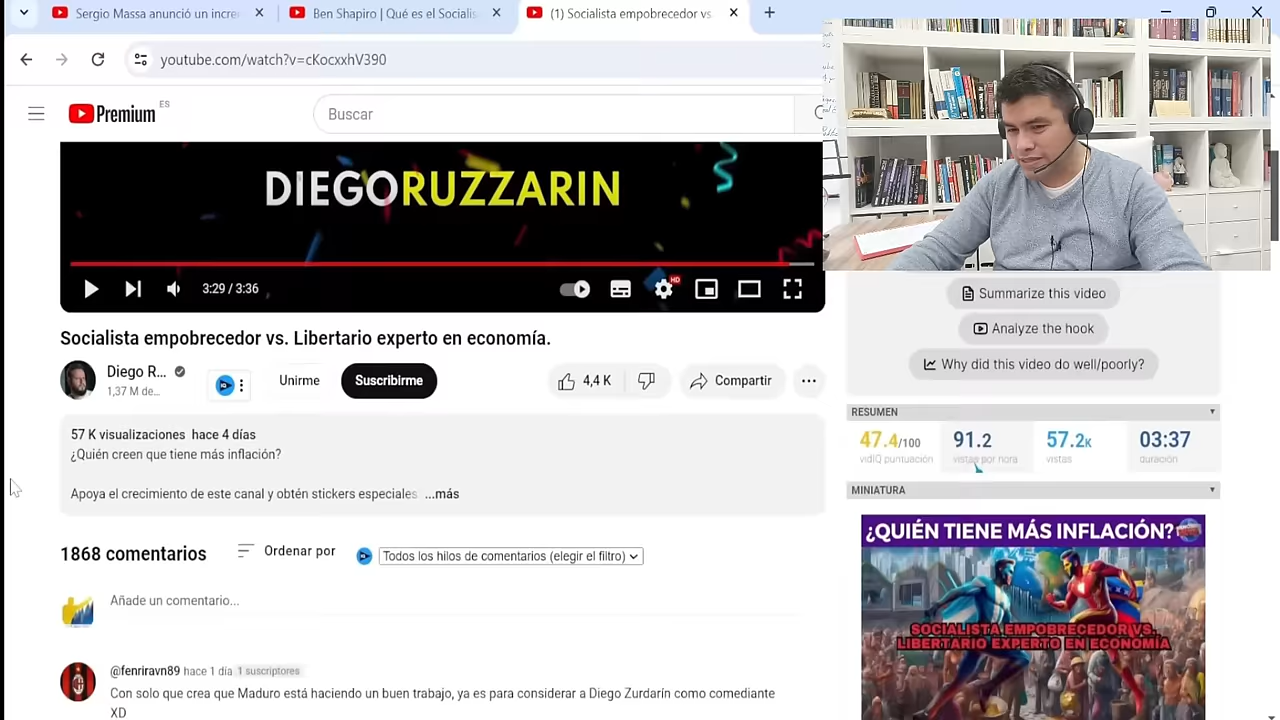 Sergio Massa anunció un incre
Ben Shapiro | Qué es el Socialis
(1) Socialista empobrecedor vs.
youtube.com/watch?v=cKocxxhV390
Premium
ES
Buscar
DIEGORUZZARIN
3:29 / 3:36
HD
Socialista empobrecedor vs. Libertario experto en economía.
Diego R...
1,37 M de...
Unirme
Suscribirme
4,4 K
Compartir
57 K visualizaciones hace 4 días
¿Quién creen que tiene más inflación?
Apoya el crecimiento de este canal y obtén stickers especiales ...más
1868 comentarios
Ordenar por
Todos los hilos de comentarios (elegir el filtro)
Añade un comentario...
@fenriravn89 hace 1 día 1 suscriptores
Con solo que crea que Maduro está haciendo un buen trabajo, ya es para considerar a Diego Zurdarín como comediante
XD
Summarize this video
Analyze the hook
Why did this video do well/poorly?
RESUMEN
47.4/100
vidIQ puntuación
91.2
vistas por hora
57.2K
vistas
03:37
duración
MINIATURA
¿QUIÉN TIENE MÁS INFLACIÓN?
SOCIALISTA EMPOBRECEDOR VS.
LIBERTARIO EXPERTO EN ECONOMÍA